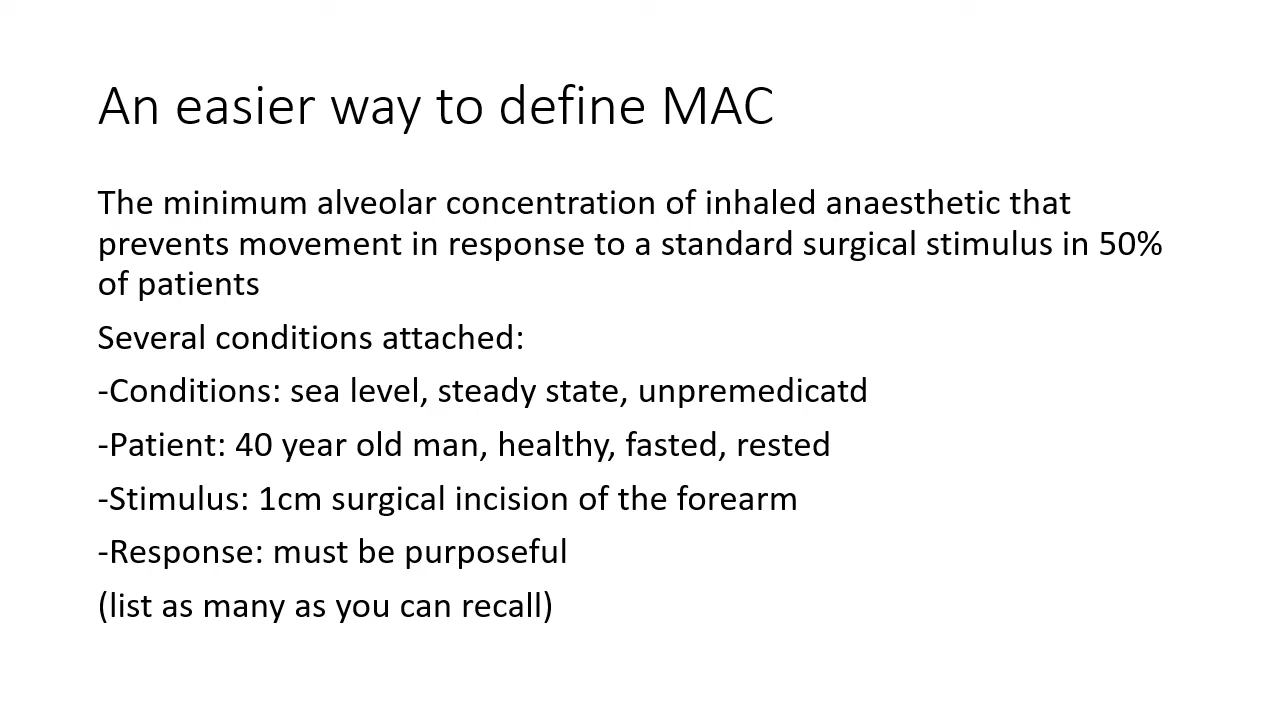 An easier way to define MAC
The minimum alveolar concentration of inhaled anaesthetic that
prevents movement in response to a standard surgical stimulus in 50%
of patients
Several conditions attached:
-Conditions: sea level, steady state, unpremedicatd
-Patient: 40 year old man, healthy, fasted, rested
-Stimulus: 1cm surgical incision of the forearm
-Response: must be purposeful
(list as many as you can recall)